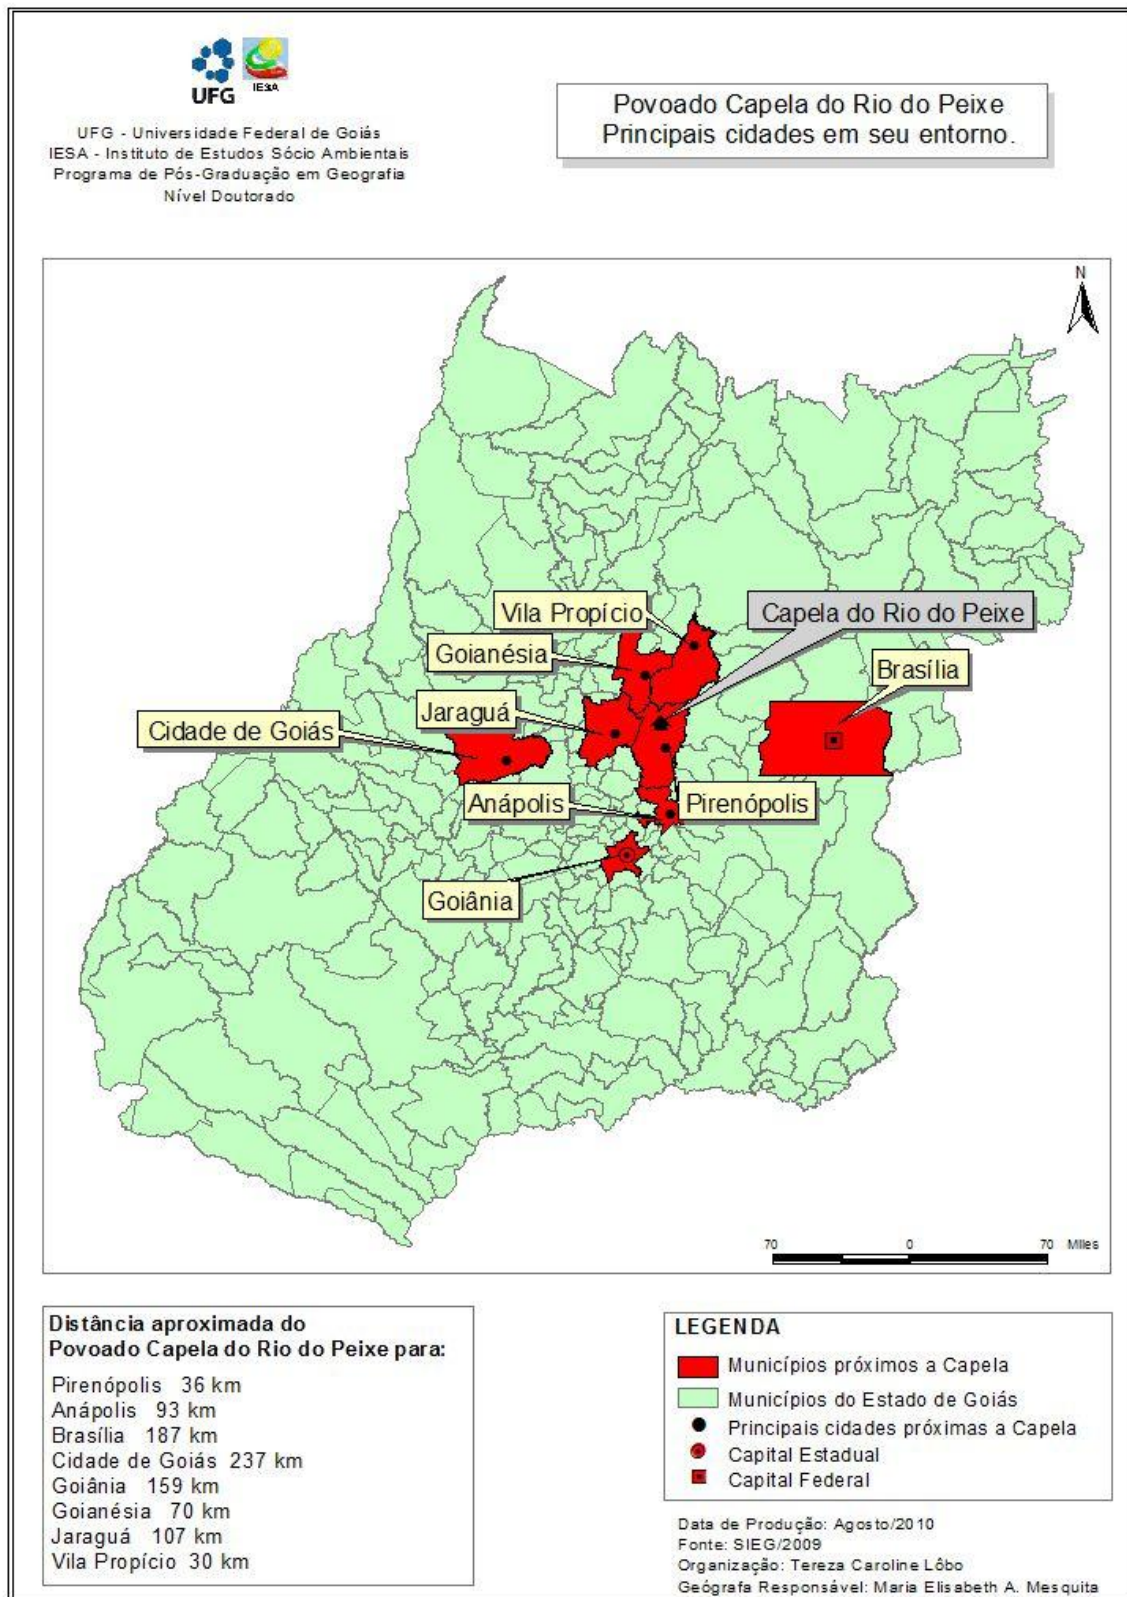 UFG
IESA
UFG - Universidade Federal de Goiás
IESA - Instituto de Estudos Sócio Ambientais
Programa de Pós-Graduação em Geografia
Nível Doutorado
Povoado Capela do Rio do Peixe
Principais cidades em seu entorno.
N
Vila Propício
Capela do Rio do Peixe
Goianésia
Brasília
Jaraguá
Cidade de Goiás
Anápolis
Pirenópolis
Goiânia
70 0 70 Miles
Distância aproximada do
Povoado Capela do Rio do Peixe para:
Pirenópolis 36 km
Anápolis 93 km
Brasília 187 km
Cidade de Goiás 237 km
Goiânia 159 km
Goianésia 70 km
Jaraguá 107 km
Vila Propício 30 km
LEGENDA
Municípios próximos a Capela
Municípios do Estado de Goiás
Principais cidades próximas a Capela
Capital Estadual
Capital Federal
Data de Produção: Agosto/2010
Fonte: SIEG/2009
Organização: Tereza Caroline Lôbo
Geógrafa Responsável: Maria Elisabeth A. Mesquita